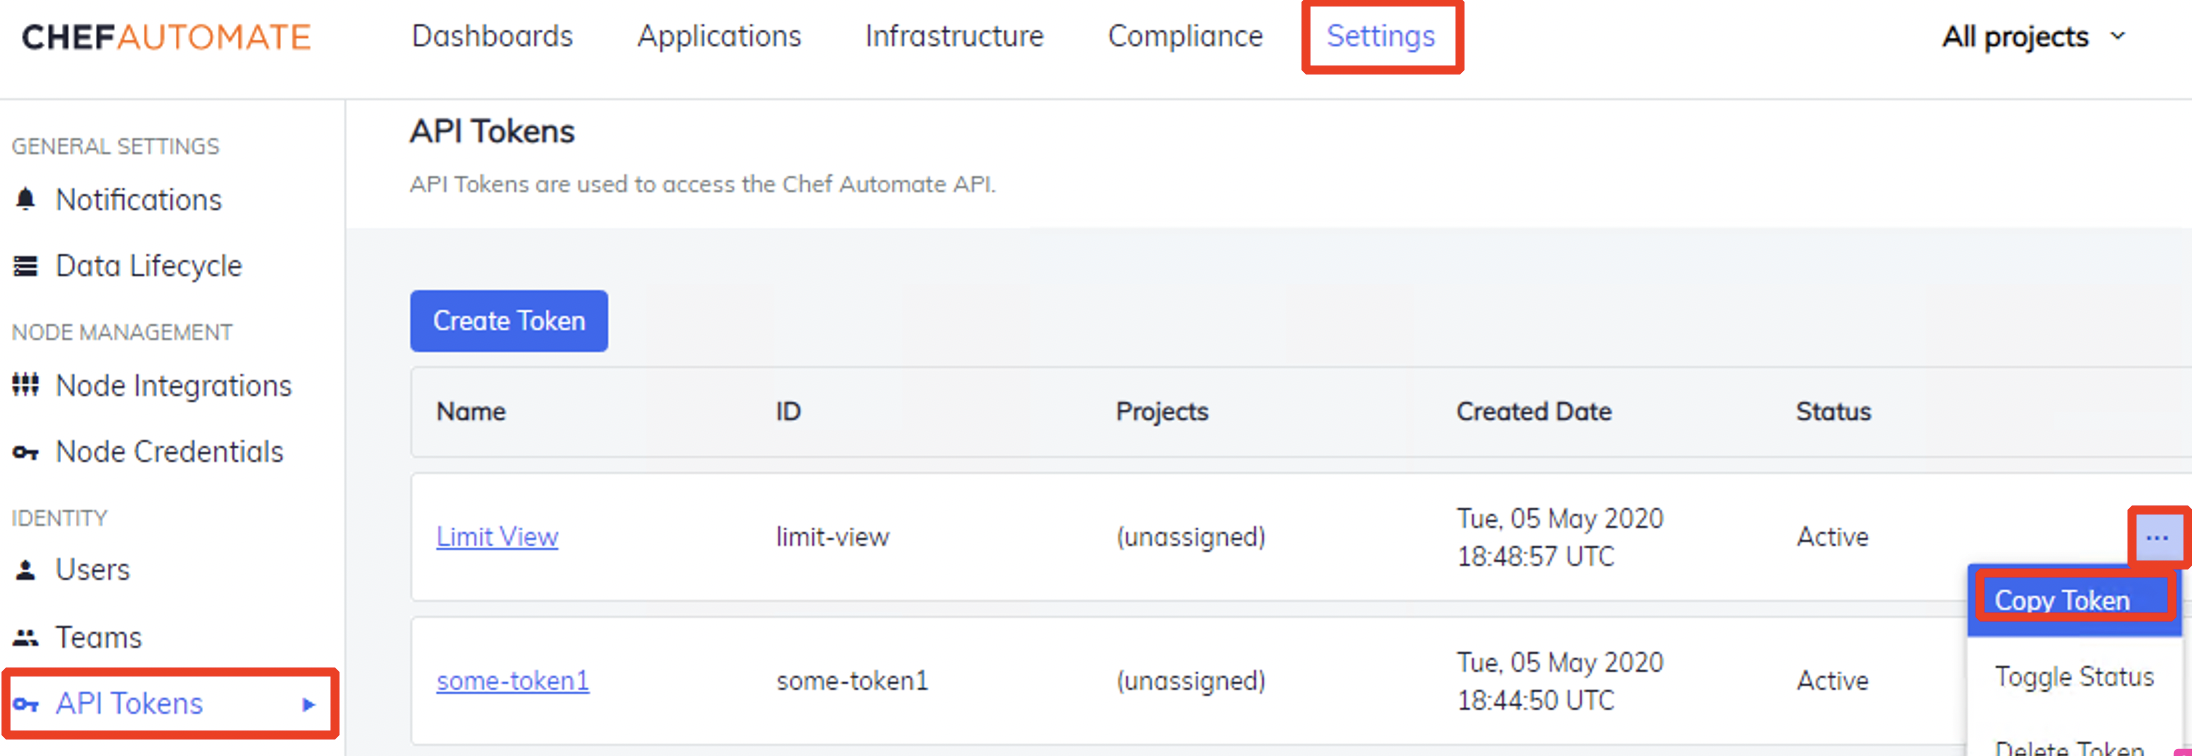 CHEFAUTOMATE Dashboards Applications Infrastructure Compliance Settings All projects
GENERAL SETTINGS
Notifications
Data Lifecycle
NODE MANAGEMENT
Node Integrations
Node Credentials
IDENTITY
Users
Teams
API Tokens
API Tokens
API Tokens are used to access the Chef Automate API.
Create Token
Name ID Projects Created Date Status
Limit View limit-view (unassigned) Tue, 05 May 2020 Active ...
18:48:57 UTC
Copy Token
Toggle Status
Delete Token
some-token1 some-token1 (unassigned) Tue, 05 May 2020 Active
18:44:50 UTC